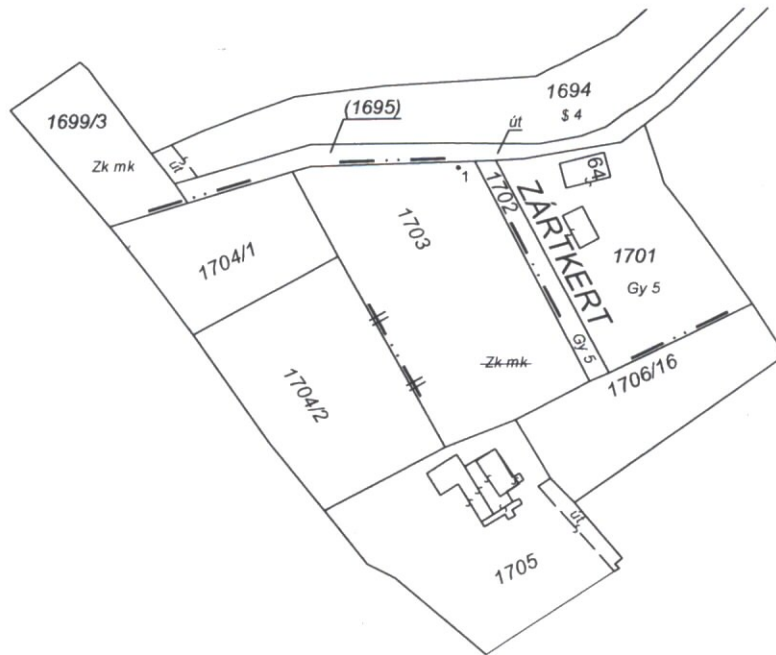 1694
$ 4
(1695)
1699/3
út
Zk mk
út
64
1
1702
ZÁRTKERT
1703
1701
1704/1
Gy 5
Gy 5
Zk mk
1706/16
1704/2
út
1705